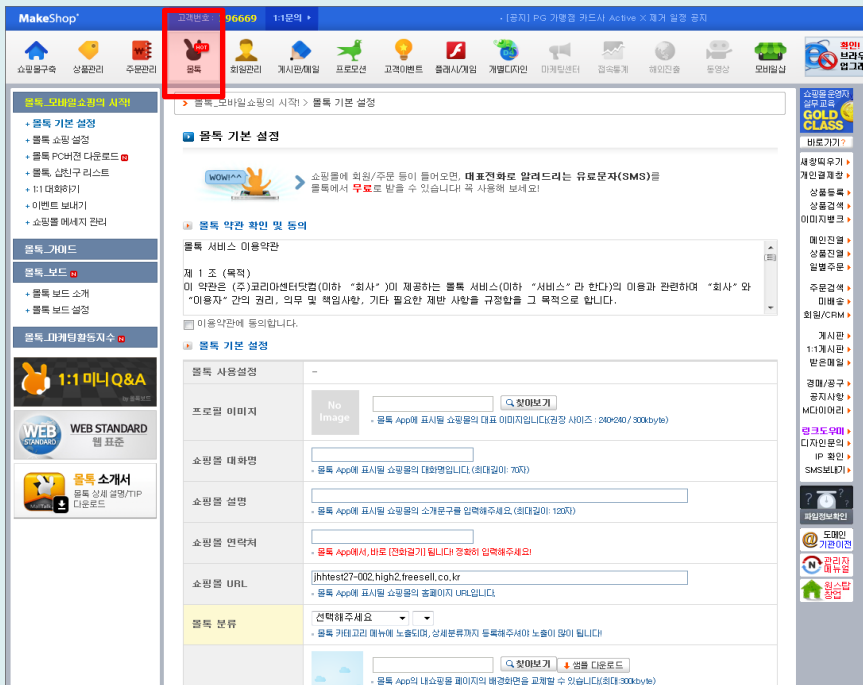 MakeShop
고객번호 : 96669 1:1문의
[공지] PG 가맹점 카드사 Active X 제거 일정 공지
쇼핑몰구축 상품관리 주문관리 몰톡 회원관리 게시판/메일 프로모션 고객이벤트 플래시/게임 개별디자인 마케팅센터 접속통계 해외진출 동영상 모바일샵
HOT
확인!
브라우
업그레
몰톡_모바일쇼핑의 시작!
+ 몰톡 기본 설정
+ 몰톡 쇼핑 설정
+ 몰톡 PC버전 다운로드 N
+ 몰톡, 샵친구 리스트
+ 1:1 대화하기
+ 이벤트 보내기
+ 쇼핑몰 메세지 관리
몰톡_가이드
몰톡_보드 N
+ 몰톡 보드 소개
+ 몰톡 보드 설정
몰톡_마케팅활동지수 N
1:1 미니 Q&A
by 몰톡보드
WEB STANDARD
WEB STANDARD
웹 표준
몰톡 소개서
몰톡 상세 설명/TIP
다운로드
MallTalk
몰톡_모바일쇼핑의 시작! > 몰톡 기본 설정
몰톡 기본 설정
WOW!^^
쇼핑몰에 회원/주문 등이 들어오면, 대표전화로 알려드리는 유료문자(SMS)를
몰톡에서 무료로 받을 수 있습니다! 꼭 사용해 보세요!
몰톡 약관 확인 및 동의
몰톡 서비스 이용약관
제 1 조 (목적)
이 약관은 (주)코리아센터닷컴(이하 “회사”)이 제공하는 몰톡 서비스(이하 “서비스”라 한다)의 이용과 관련하여 “회사”와
“이용자” 간의 권리, 의무 및 책임사항, 기타 필요한 제반 사항을 규정함을 그 목적으로 합니다.
이용약관에 동의합니다.
몰톡 기본 설정
몰톡 사용설정 -
프로필 이미지
No
Image
찾아보기
- 몰톡 App에 표시될 쇼핑몰의 대표 이미지입니다(권장 사이즈 : 240*240 / 300kbyte)
쇼핑몰 대화명
- 몰톡 App에 표시될 쇼핑몰의 대화명입니다. (최대길이: 70자)
쇼핑몰 설명
- 몰톡 App에 표시될 쇼핑몰의 소개문구를 입력해주세요. (최대길이: 120자)
쇼핑몰 연락처
- 몰톡 App에서, 바로 [전화걸기] 됩니다! 정확히 입력해주세요!
쇼핑몰 URL
jhhtest27-002.high2.freesell.co.kr
- 몰톡 App에 표시될 쇼핑몰의 홈페이지 URL입니다.
몰톡 분류
선택해주세요
- 몰톡 카테고리 메뉴에 노출되며, 상세분류까지 등록해주셔야 노출이 많이 됩니다!
찾아보기 샘플 다운로드
- 몰톡 App의 내쇼핑몰 페이지의 배경화면을 교체할 수 있습니다(최대:300kbyte)
쇼핑몰 운영자
실무교육
GOLD
CLASS
바로가기?
새창띄우기
개인결제창
상품등록
상품검색
이미지뱅크
메인진열
상품진열
일별주문
주문검색
미배송
회원/CRM
게시판
1:1게시판
받은메일
경매/공구
공지사항
M다이어리
링크도우미
디자인문의
IP 확인
SMS보내기
파일정보확인
도메인
기관이전
관리자
매뉴얼
원스탑
창업